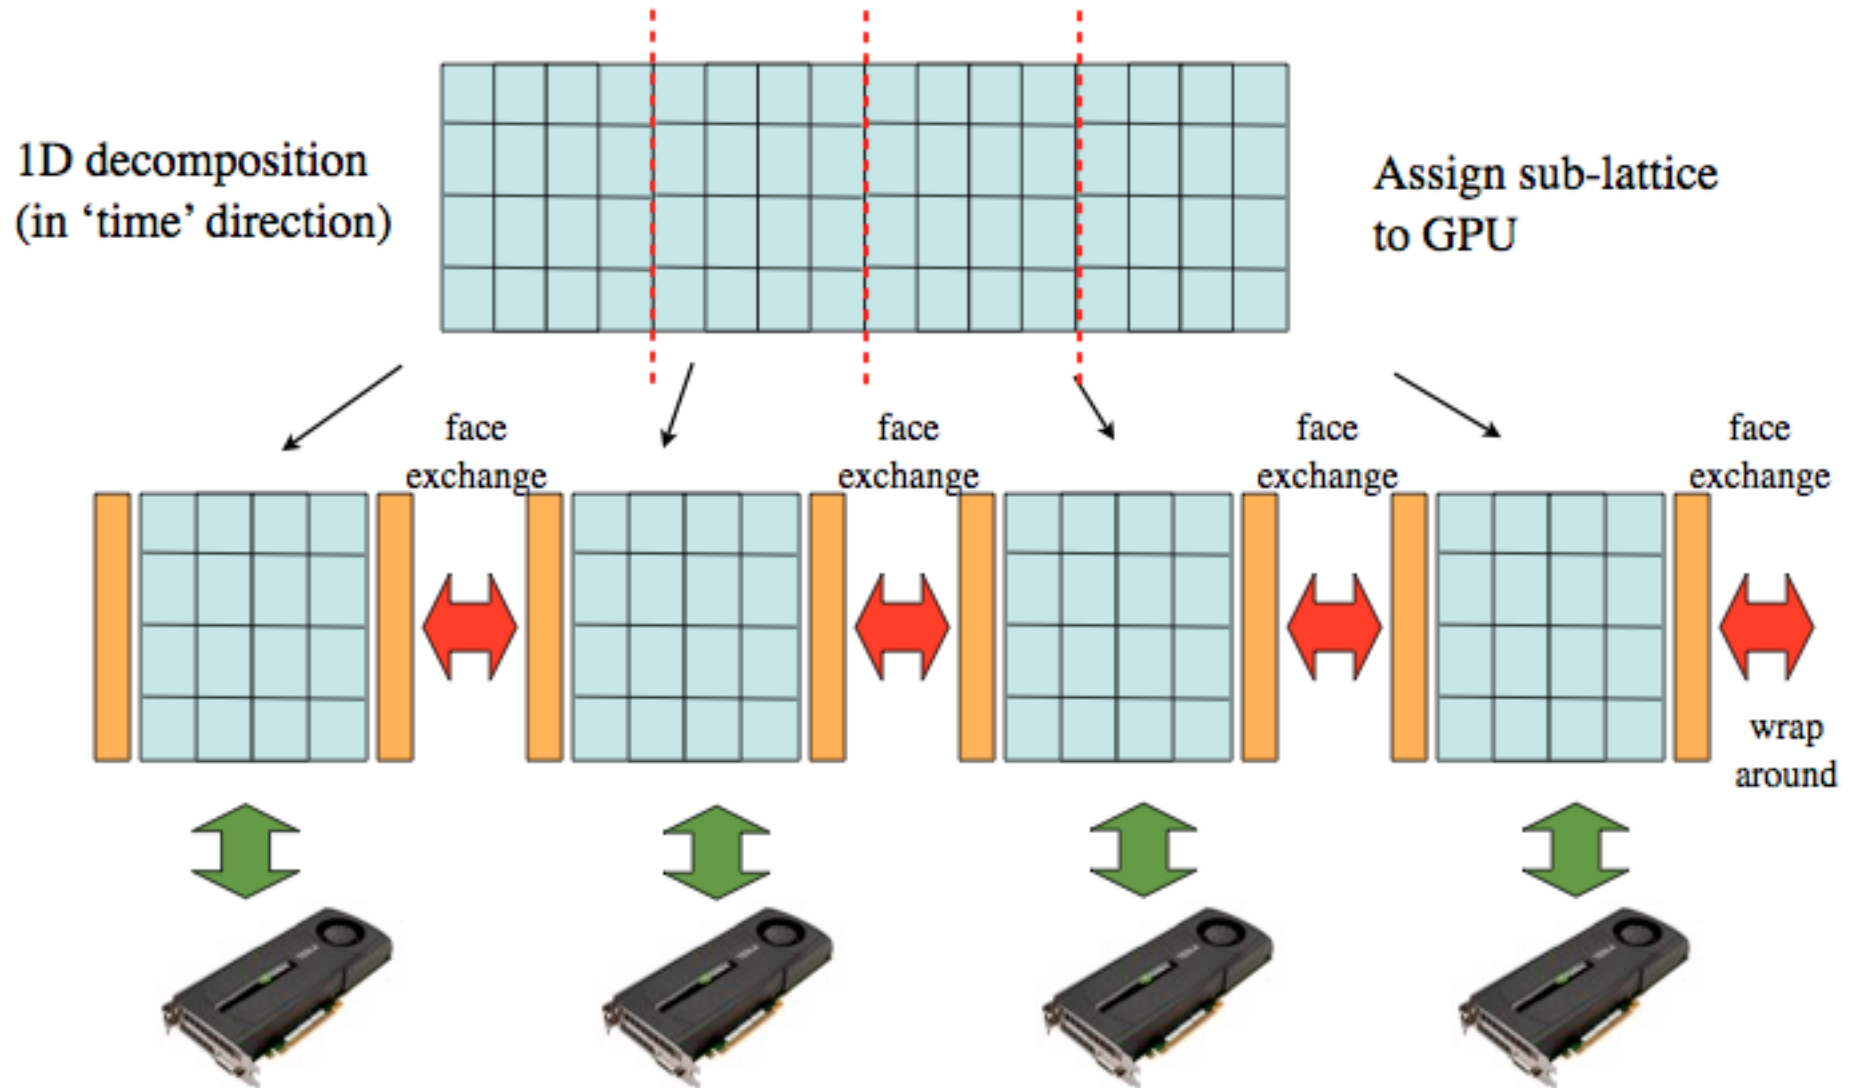 1D decomposition
(in ‘time’ direction)
Assign sub-lattice
to GPU
face
exchange
face
exchange
face
exchange
face
exchange
wrap
around